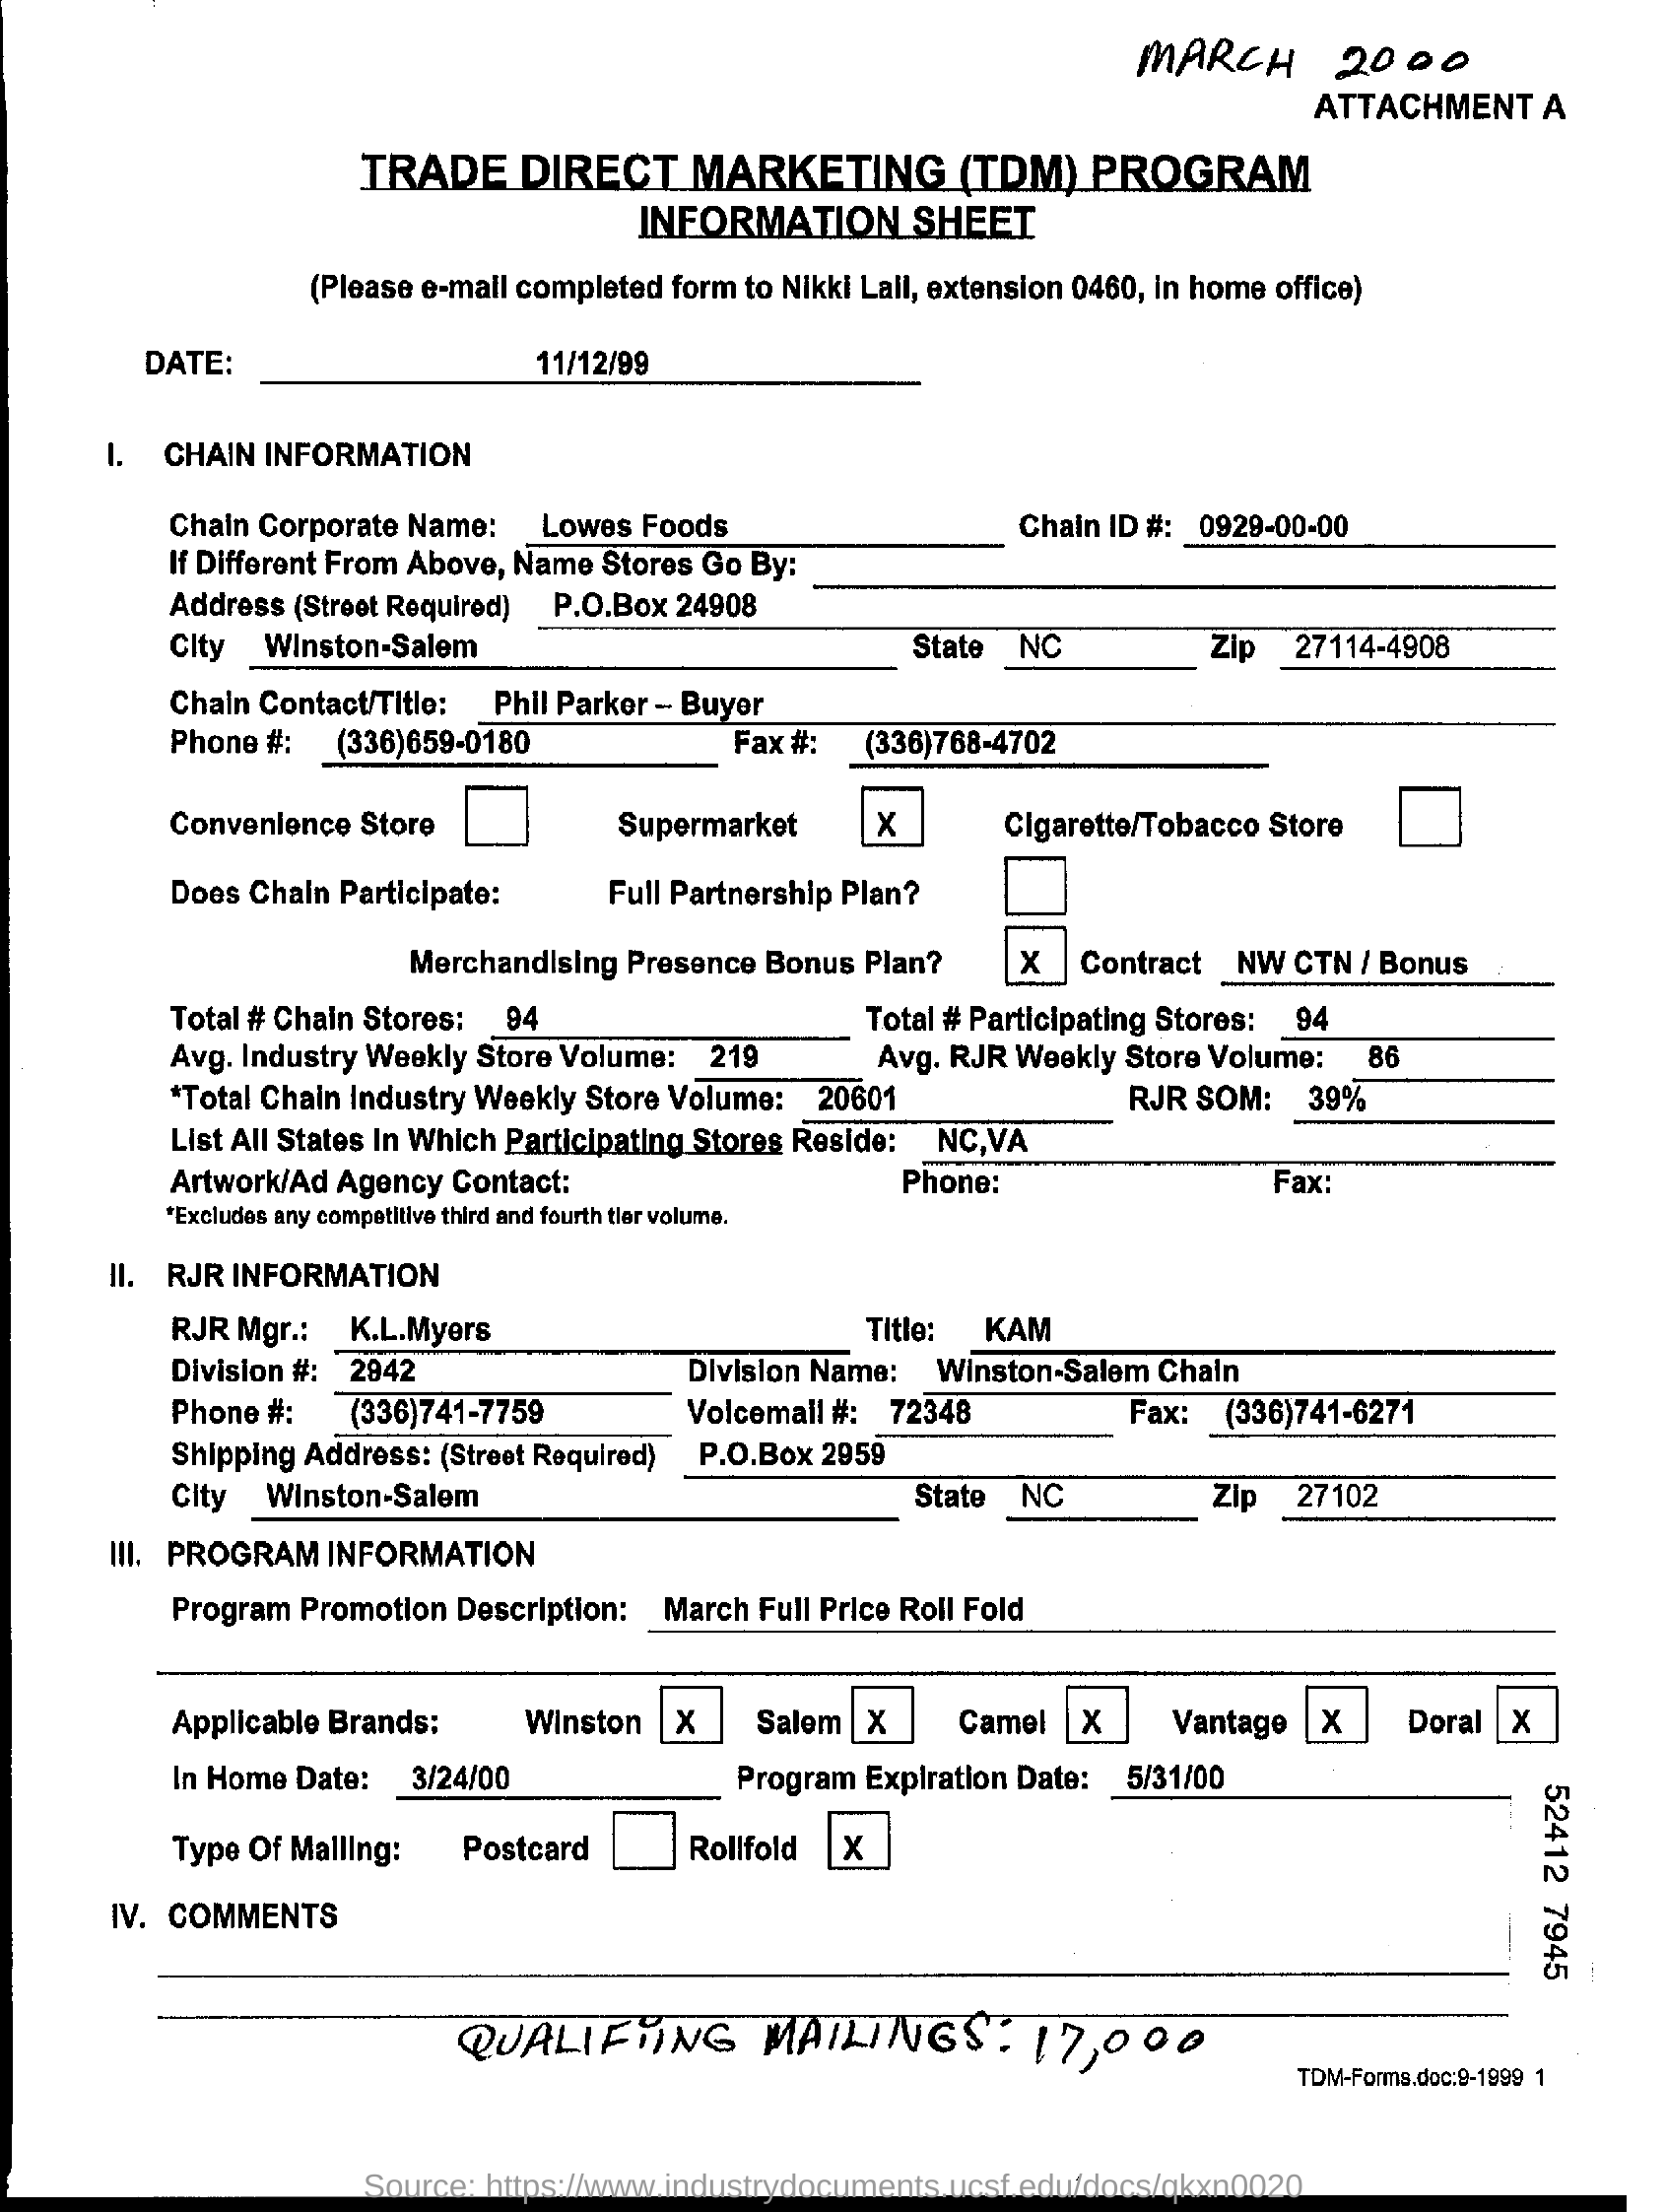 MARCH 2000
ATTACHMENT A
TRADE DIRECT MARKETING (TDM) PROGRAM
INFORMATION SHEET
(Please e-mail completed form to Nikki Lail, extension 0460, in home office)
DATE: 11/12/99
I. CHAIN INFORMATION
Chain Corporate Name: Lowes Foods Chain ID #: 0929-00-00
If Different From Above, Name Stores Go By:
Address (Street Required) P.O.Box 24908
City Winston-Salem State NC Zip 27114-4908
Chain Contact/Title: Phil Parker – Buyer
Phone #: (336)659-0180 Fax #: (336)768-4702
Convenience Store Supermarket X Cigarette/Tobacco Store
Does Chain Participate: Full Partnership Plan?
Merchandising Presence Bonus Plan? X Contract NW CTN / Bonus
Total # Chain Stores: 94 Total # Participating Stores: 94
Avg. Industry Weekly Store Volume: 219 Avg. RJR Weekly Store Volume: 86
*Total Chain Industry Weekly Store Volume: 20601 RJR SOM: 39%
List All States In Which Participating Stores Reside: NC,VA
Artwork/Ad Agency Contact: Phone: Fax:
*Excludes any competitive third and fourth tier volume.
II. RJR INFORMATION
RJR Mgr.: K.L.Myers Title: KAM
Division #: 2942 Division Name: Winston-Salem Chain
Phone #: (336)741-7759 Voicemail #: 72348 Fax: (336)741-6271
Shipping Address: (Street Required) P.O.Box 2959
City Winston-Salem State NC Zip 27102
III. PROGRAM INFORMATION
Program Promotion Description: March Full Price Roll Fold
Applicable Brands: Winston X Salem X Camel X Vantage X Doral X
In Home Date: 3/24/00 Program Expiration Date: 5/31/00
Type Of Mailing: Postcard Rollfold X
IV. COMMENTS
52412 7945
QUALIFYING MAILINGS: 17,000
TDM-Forms.doc:9-1999 1
Source: https://www.industrydocuments.ucsf.edu/docs/qkxn0020